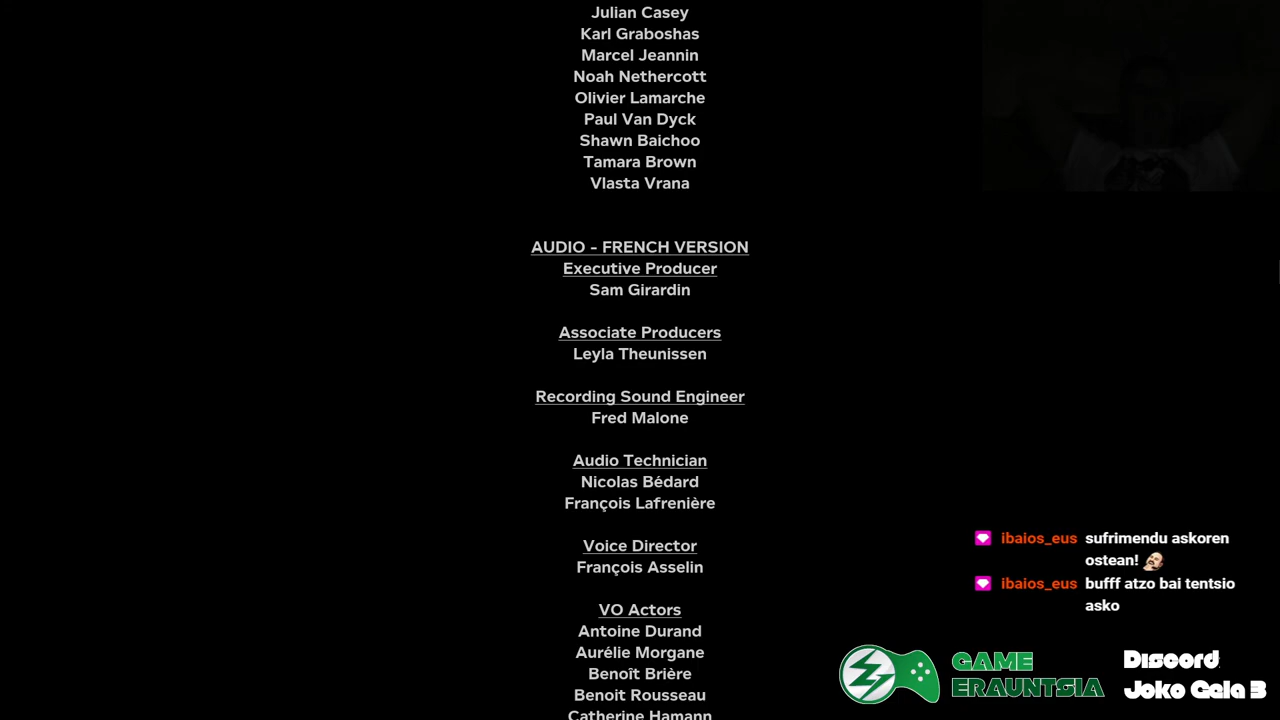 Julian Casey
Karl Graboshas
Marcel Jeannin
Noah Nethercott
Olivier Lamarche
Paul Van Dyck
Shawn Baichoo
Tamara Brown
Vlasta Vrana
AUDIO - FRENCH VERSION
Executive Producer
Sam Girardin
Associate Producers
Leyla Theunissen
Recording Sound Engineer
Fred Malone
Audio Technician
Nicolas Bédard
François Lafrenière
Voice Director
François Asselin
VO Actors
Antoine Durand
Aurélie Morgane
Benoît Brière
Benoit Rousseau
Catherine Hamann
ibaios_eus sufrimendu askoren
ostean!
ibaios_eus bufff atzo bai tentsio
asko
GAME
ERAUNTSIA
Discord
Joko Gela 3